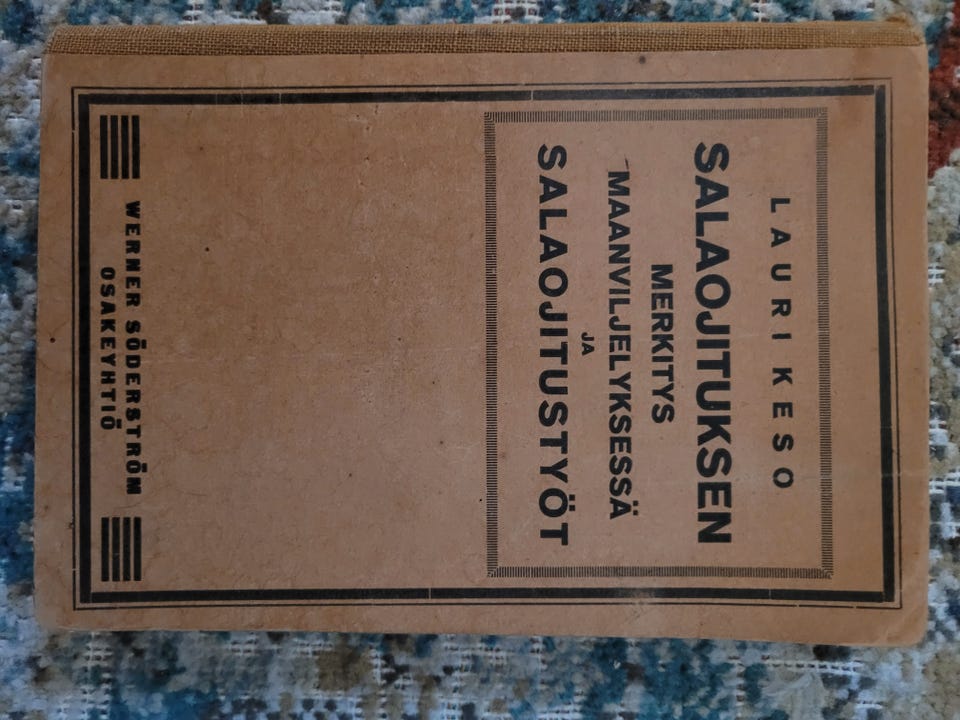 LAURI KESO
SALAOJITUKSEN
MERKITYS
MAANVILJELYKSESSÄ
JA
SALAOJITUSTYÖT
WERNER SÖDERSTRÖM
OSAKEYHTIÖ